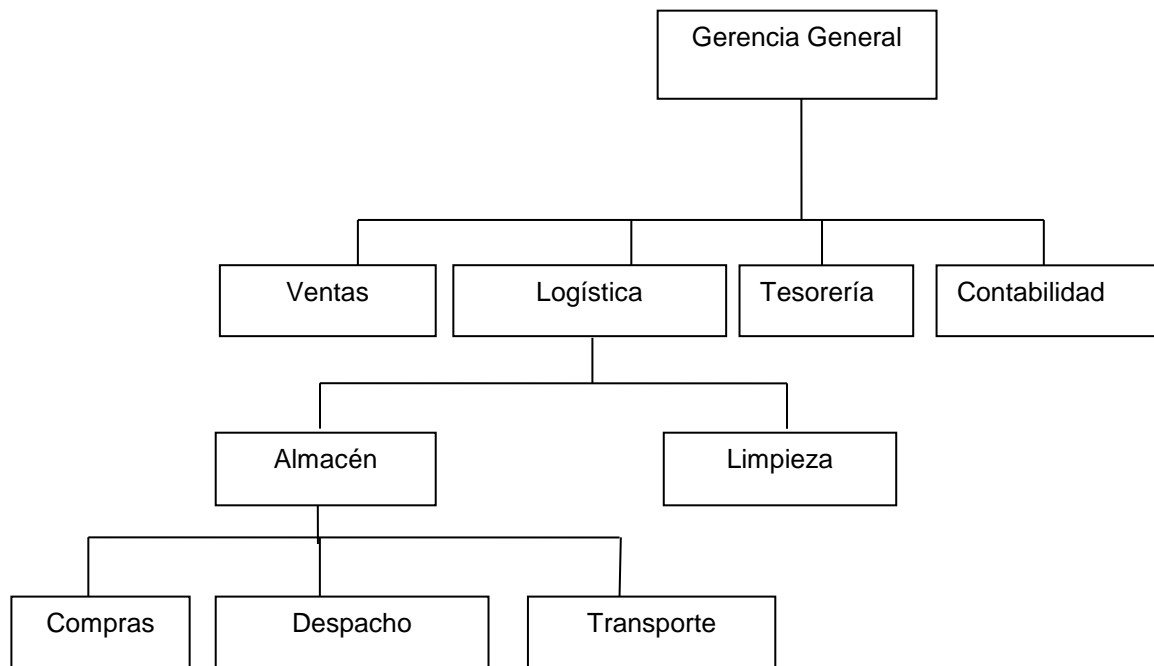 Gerencia General
Ventas
Logística
Tesorería
Contabilidad
Almacén
Limpieza
Compras
Despacho
Transporte